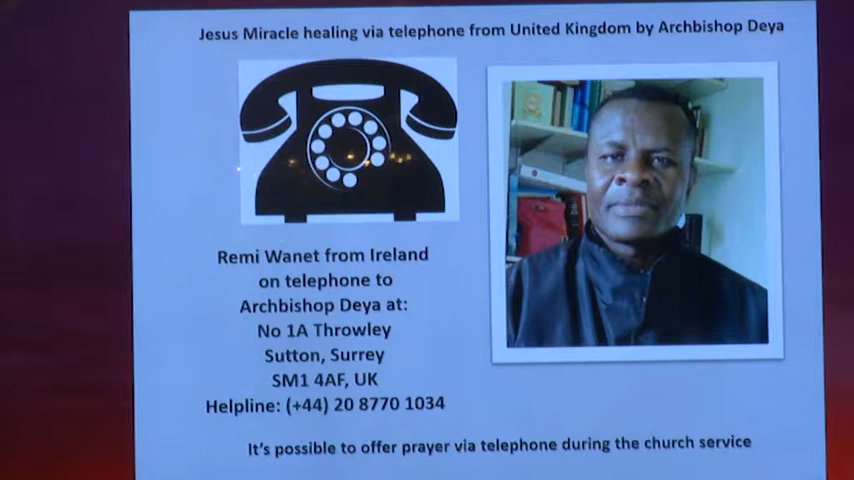 Jesus Miracle healing via telephone from United Kingdom by Archbishop Deya
Remi Wanet from Ireland
on telephone to
Archbishop Deya at:
No 1A Throwley
Sutton, Surrey
SM1 4AF, UK
Helpline: (+44) 20 8770 1034
It's possible to offer prayer via telephone during the church service